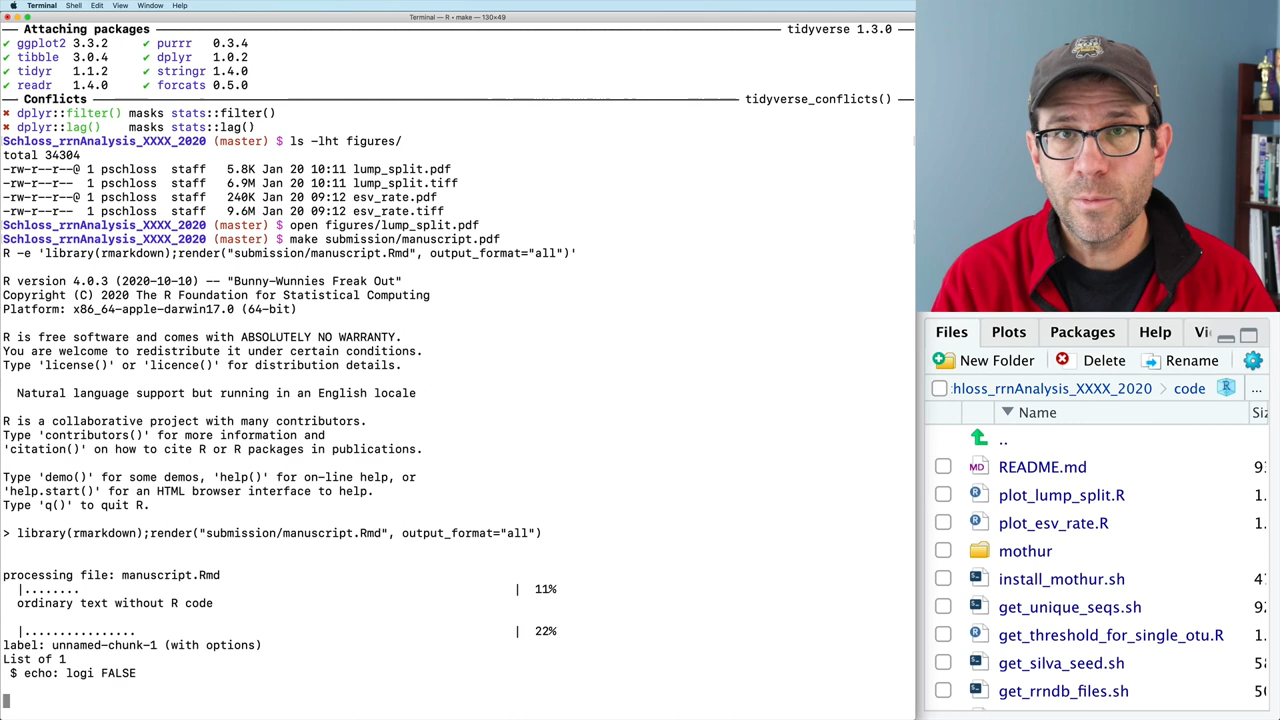 Terminal Shell Edit View Window Help
Terminal — R ◂ make — 130×49
Attaching packages tidyverse 1.3.0
✔ ggplot2 3.3.2 ✔ purrr 0.3.4
✔ tibble 3.0.4 ✔ dplyr 1.0.2
✔ tidyr 1.1.2 ✔ stringr 1.4.0
✔ readr 1.4.0 ✔ forcats 0.5.0
Conflicts tidyverse_conflicts()
✖ dplyr::filter() masks stats::filter()
✖ dplyr::lag() masks stats::lag()
Schloss_rrnAnalysis_XXXX_2020 (master) $ ls -lht figures/
total 34304
-rw-r--r--@ 1 pschloss staff 5.8K Jan 20 10:11 lump_split.pdf
-rw-r--r-- 1 pschloss staff 6.9M Jan 20 10:11 lump_split.tiff
-rw-r--r--@ 1 pschloss staff 240K Jan 20 09:12 esv_rate.pdf
-rw-r--r-- 1 pschloss staff 9.6M Jan 20 09:12 esv_rate.tiff
Schloss_rrnAnalysis_XXXX_2020 (master) $ open figures/lump_split.pdf
Schloss_rrnAnalysis_XXXX_2020 (master) $ make submission/manuscript.pdf
R -e 'library(rmarkdown);render("submission/manuscript.Rmd", output_format="all")'
R version 4.0.3 (2020-10-10) -- "Bunny-Wunnies Freak Out"
Copyright (C) 2020 The R Foundation for Statistical Computing
Platform: x86_64-apple-darwin17.0 (64-bit)
R is free software and comes with ABSOLUTELY NO WARRANTY.
You are welcome to redistribute it under certain conditions.
Type 'license()' or 'licence()' for distribution details.
Natural language support but running in an English locale
R is a collaborative project with many contributors.
Type 'contributors()' for more information and
'citation()' on how to cite R or R packages in publications.
Type 'demo()' for some demos, 'help()' for on-line help, or
'help.start()' for an HTML browser interface to help.
Type 'q()' to quit R.
> library(rmarkdown);render("submission/manuscript.Rmd", output_format="all")
processing file: manuscript.Rmd
|........ | 11%
ordinary text without R code
|................ | 22%
label: unnamed-chunk-1 (with options)
List of 1
$ echo: logi FALSE
Files Plots Packages Help Vi
New Folder Delete Rename
hloss_rrnAnalysis_XXXX_2020 > code ...
Name Siz
..
README.md 93
plot_lump_split.R 1.
plot_esv_rate.R 1.
mothur
install_mothur.sh 47
get_unique_seqs.sh 92
get_threshold_for_single_otu.R 1.
get_silva_seed.sh 58
get_rrndb_files.sh 50